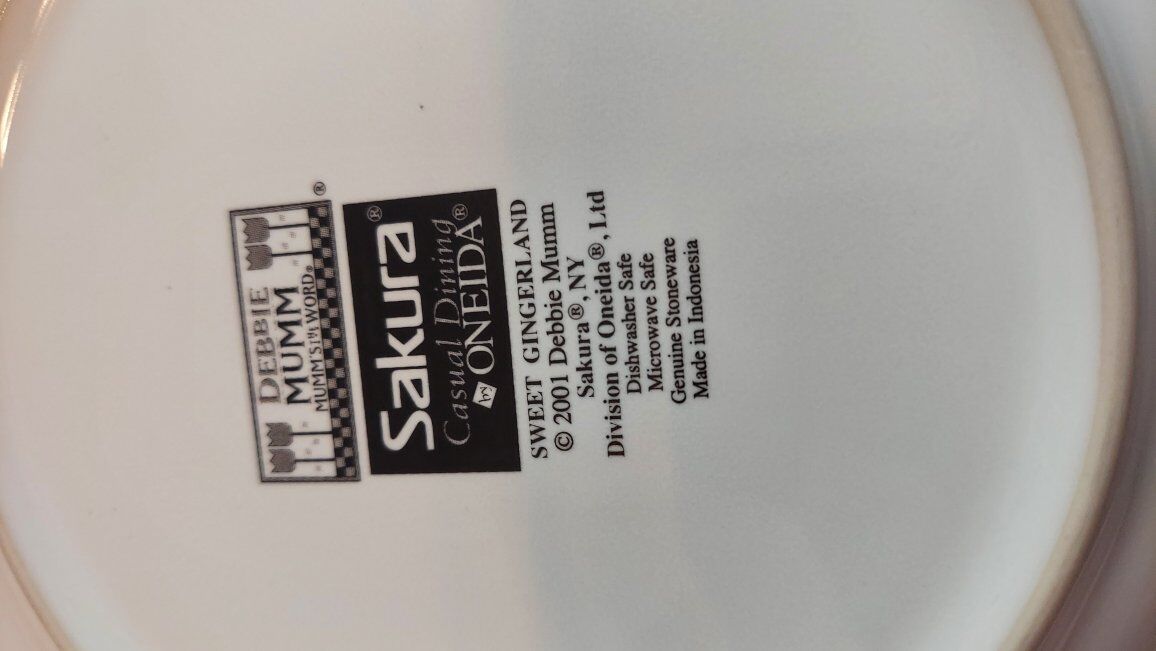 DEBBIE
MUMM®
MUMM'S THE WORD®
Sakura®
Casual Dining
by ONEIDA®
SWEET GINGERLAND
© 2001 Debbie Mumm
Sakura®, NY
Division of Oneida®, Ltd
Dishwasher Safe
Microwave Safe
Genuine Stoneware
Made in Indonesia